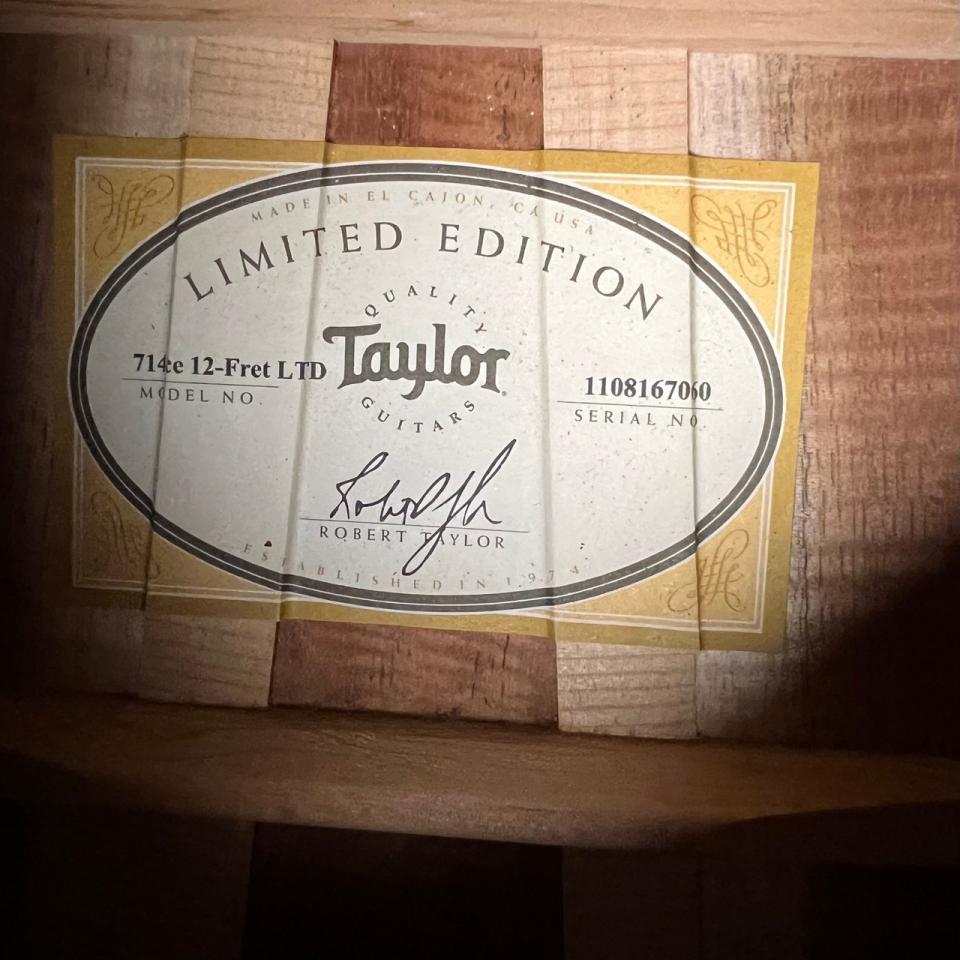 MADE IN EL CAJON, CA USA
LIMITED EDITION
QUALITY
Taylor
GUITARS
714ce 12-Fret LTD
MODEL NO.
1108167060
SERIAL NO.
ROBERT TAYLOR
ESTABLISHED IN 1974